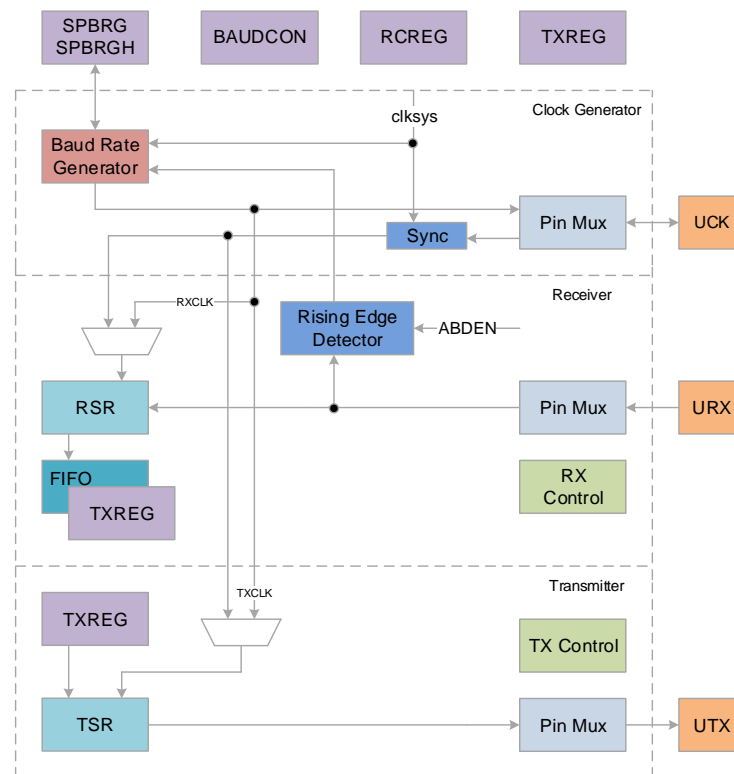 SPBRG
SPBRGH
BAUDCON
RCREG
TXREG
clksys
Clock Generator
Baud Rate
Generator
Sync
Pin Mux
UCK
Receiver
RXCLK
Rising Edge
Detector
ABDEN
RSR
Pin Mux
URX
FIFO
TXREG
RX
Control
Transmitter
TXCLK
TXREG
TX Control
TSR
Pin Mux
UTX